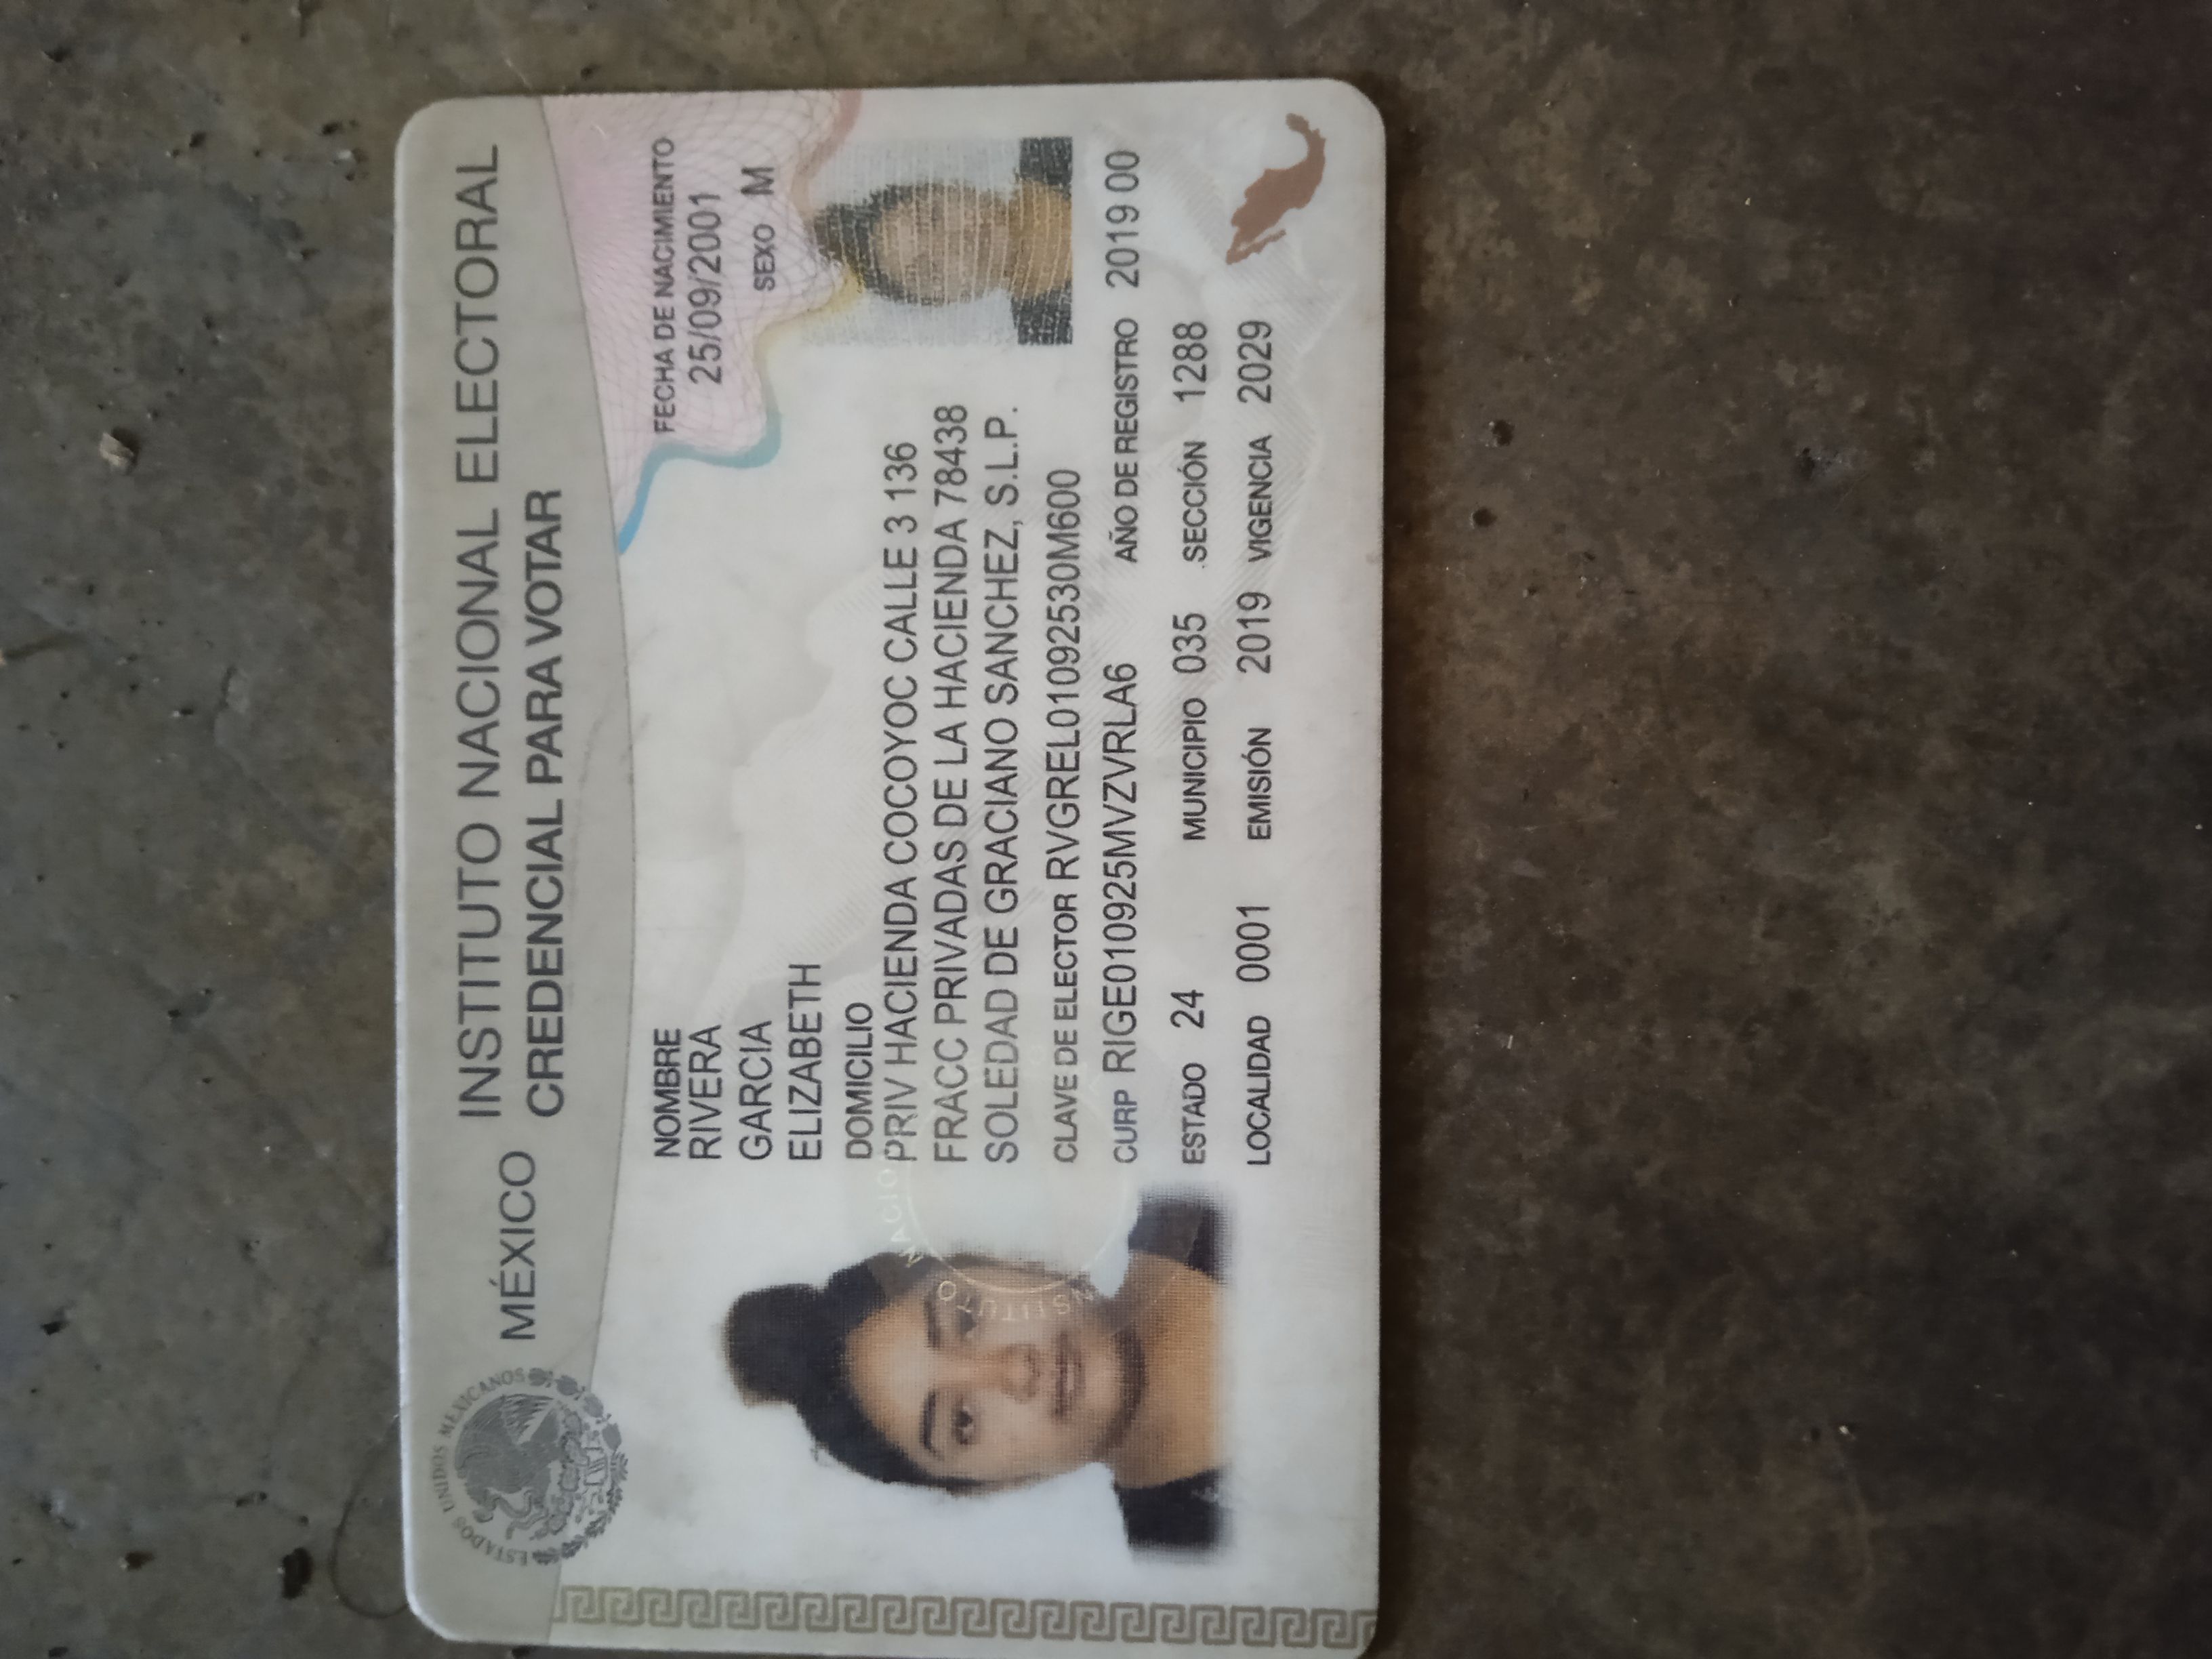 MÉXICO INSTITUTO NACIONAL ELECTORAL
CREDENCIAL PARA VOTAR
ESTADOS UNIDOS MEXICANOS
NOMBRE
RIVERA
GARCIA
ELIZABETH
FECHA DE NACIMIENTO
25/09/2001
SEXO M
DOMICILIO
PRIV HACIENDA COCOYOC CALLE 3 136
FRACC PRIVADAS DE LA HACIENDA 78438
SOLEDAD DE GRACIANO SANCHEZ, S.L.P.
CLAVE DE ELECTOR RVGREL01092530M600
CURP RIGE010925MVZVRLA6 AÑO DE REGISTRO 2019 00
ESTADO 24 MUNICIPIO 035 SECCIÓN 1288
LOCALIDAD 0001 EMISIÓN 2019 VIGENCIA 2029
INSTITUTO